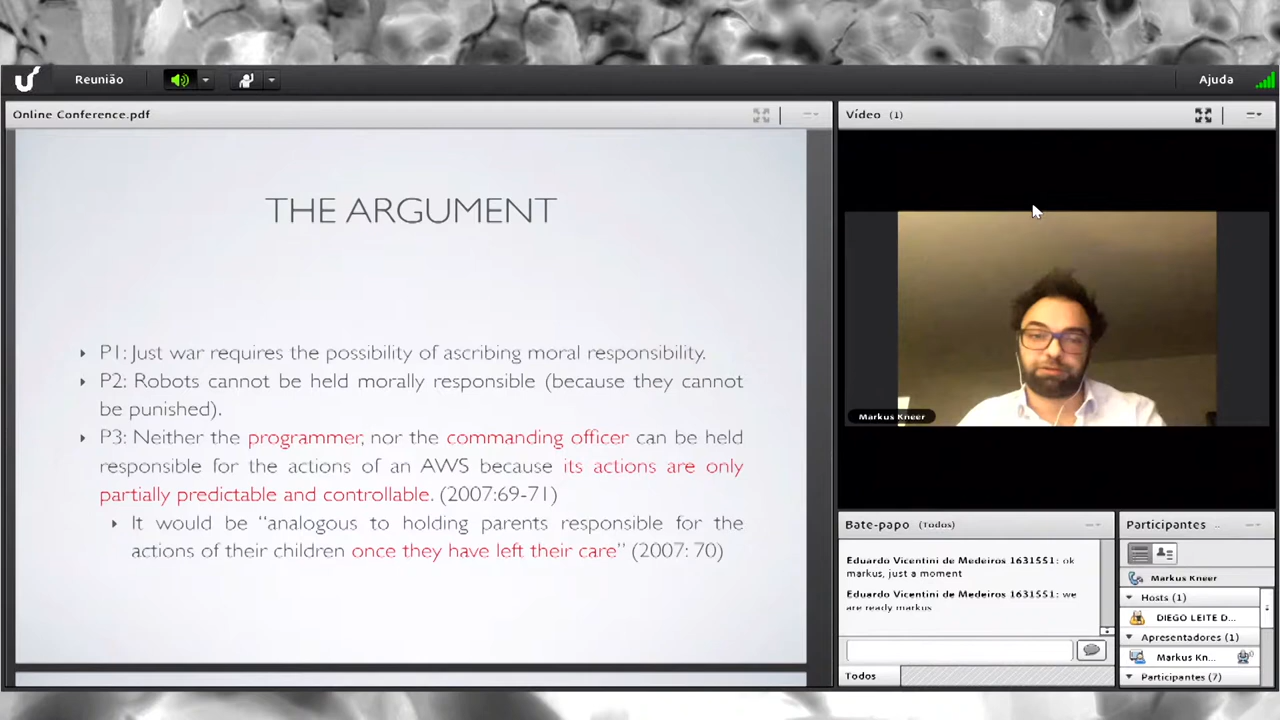 Reunião
Ajuda
Online Conference.pdf
THE ARGUMENT
P1: Just war requires the possibility of ascribing moral responsibility.
P2: Robots cannot be held morally responsible (because they cannot
be punished).
P3: Neither the programmer, nor the commanding officer can be held
responsible for the actions of an AWS because its actions are only
partially predictable and controllable. (2007:69-71)
It would be “analogous to holding parents responsible for the
actions of their children once they have left their care” (2007: 70)
Vídeo (1)
Markus Kneer
Bate-papo (Todos)
Eduardo Vicentini de Medeiros 1631551: ok
markus, just a moment
Eduardo Vicentini de Medeiros 1631551: we
are ready markus
Todos
Participantes ..
Markus Kneer
Hosts (1)
DIEGO LEITE D...
Apresentadores (1)
Markus Kn...
Participantes (7)